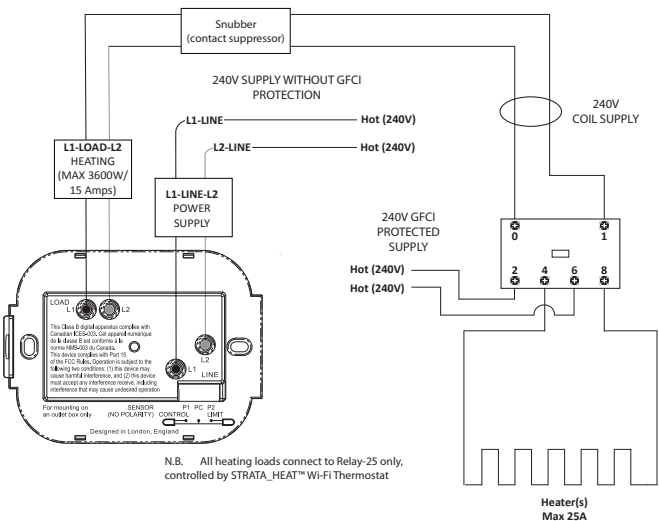 Snubber
(contact suppressor)
240V SUPPLY WITHOUT GFCI
PROTECTION
L1-LINE
Hot (240V)
L2-LINE
Hot (240V)
240V
COIL SUPPLY
L1-LOAD-L2
HEATING
(MAX 3600W/
15 Amps)
L1-LINE-L2
POWER
SUPPLY
240V GFCI
PROTECTED
SUPPLY
Hot (240V)
Hot (240V)
0 1
2 4 6 8
LOAD
L1 L2
This Class B digital apparatus complies with
Canadian ICES-003. Cet appareil numérique
de la classe B est conforme à la
norme NMB-003 du Canada.
This device complies with Part 15
of the FCC Rules. Operation is subject to the
following two conditions: (1) this device may
cause harmful interference, and (2) this device
must accept any interference receive, including
interference that may cause undesired operation
L2
L1 LINE
For mounting on
an outlet box only
SENSOR
(NO POLARITY)
P1 PC P2
CONTROL LIMIT
Designed in London, England
N.B. All heating loads connect to Relay-25 only,
controlled by STRATA_HEAT™ Wi-Fi Thermostat
Heater(s)
Max 25A